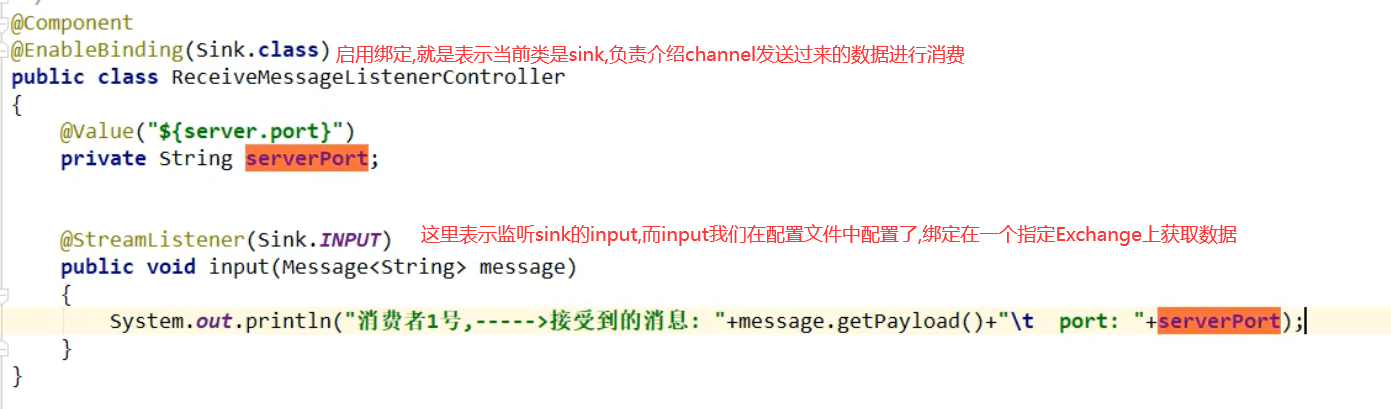 @Component
@EnableBinding(Sink.class) 启用绑定,就是表示当前类是sink,负责介绍channel发送过来的数据进行消费
public class ReceiveMessageListenerController
{
@Value("${server.port}")
private String serverPort;
@StreamListener(Sink.INPUT) 这里表示监听sink的input,而input我们在配置文件中配置了,绑定在一个指定Exchange上获取数据
public void input(Message<String> message)
{
System.out.println("消费者1号,----->接受到的消息: "+message.getPayload()+"\t port: "+serverPort);
}
}